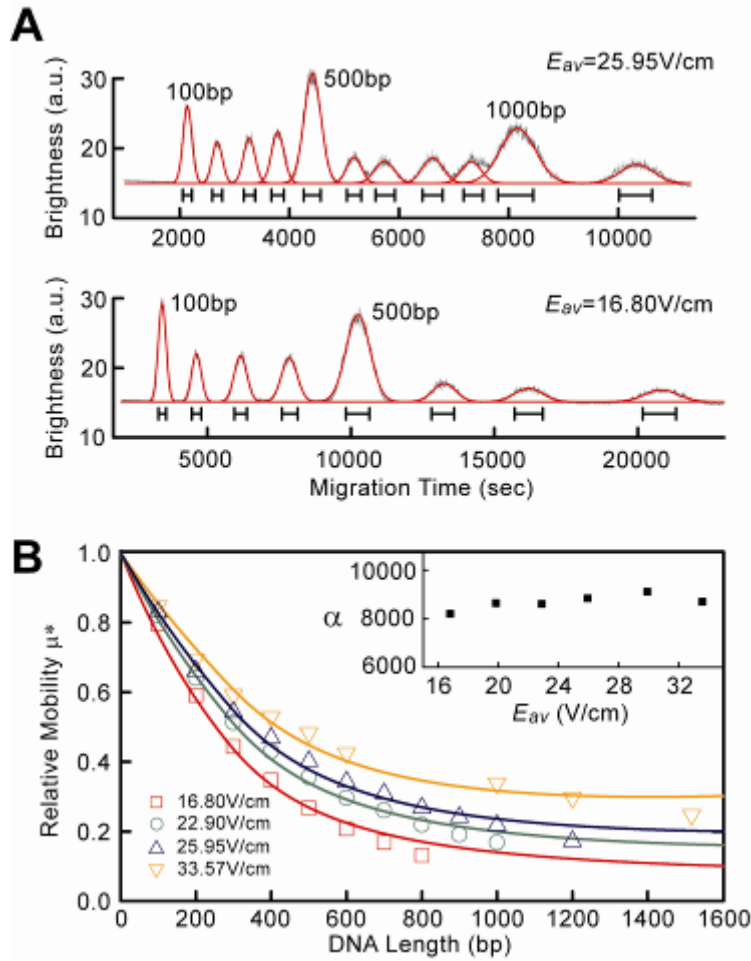 A
E_av=25.95V/cm
100bp
500bp
1000bp
Brightness (a.u.)
30
20
10
2000 4000 6000 8000 10000
E_av=16.80V/cm
100bp
500bp
Brightness (a.u.)
30
20
10
5000 10000 15000 20000
Migration Time (sec)
B
Relative Mobility μ*
1.0
0.8
0.6
0.4
0.2
0.0
α
10000
8000
6000
16 20 24 28 32
E_av (V/cm)
16.80V/cm
22.90V/cm
25.95V/cm
33.57V/cm
0 200 400 600 800 1000 1200 1400 1600
DNA Length (bp)